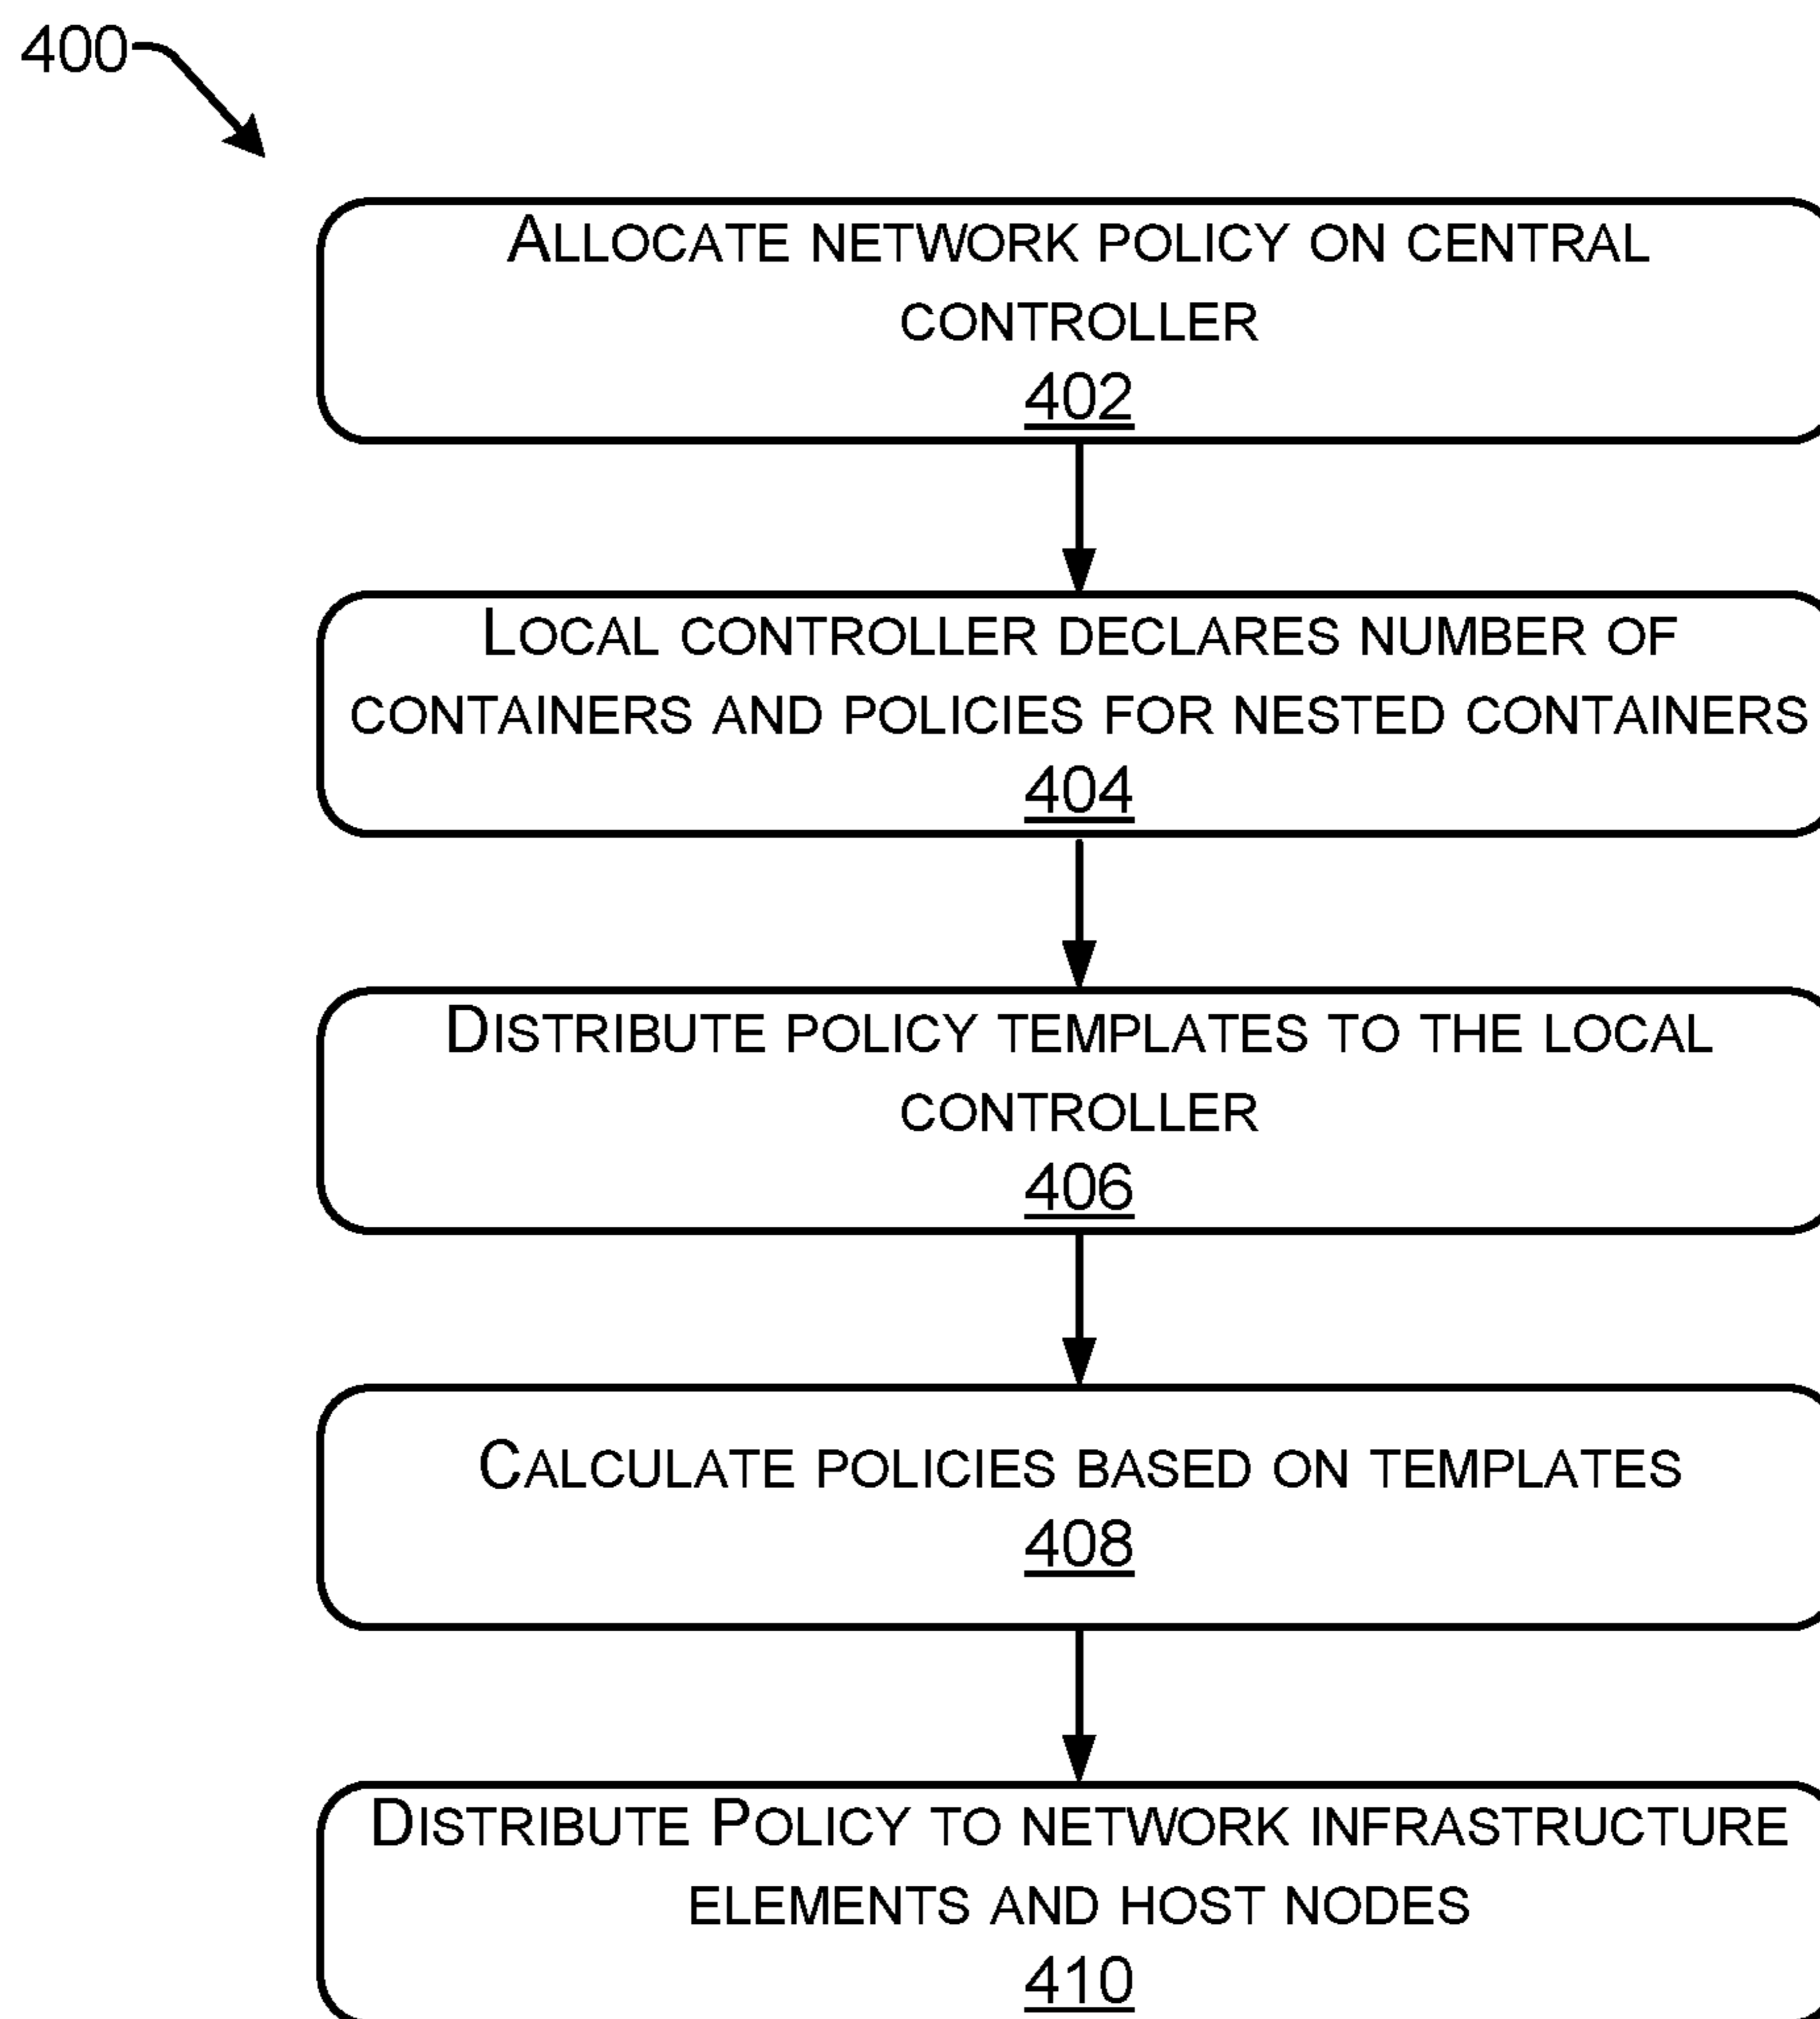 400
ALLOCATE NETWORK POLICY ON CENTRAL
CONTROLLER
402
LOCAL CONTROLLER DECLARES NUMBER OF
CONTAINERS AND POLICIES FOR NESTED CONTAINERS
404
DISTRIBUTE POLICY TEMPLATES TO THE LOCAL
CONTROLLER
406
CALCULATE POLICIES BASED ON TEMPLATES
408
DISTRIBUTE POLICY TO NETWORK INFRASTRUCTURE
ELEMENTS AND HOST NODES
410